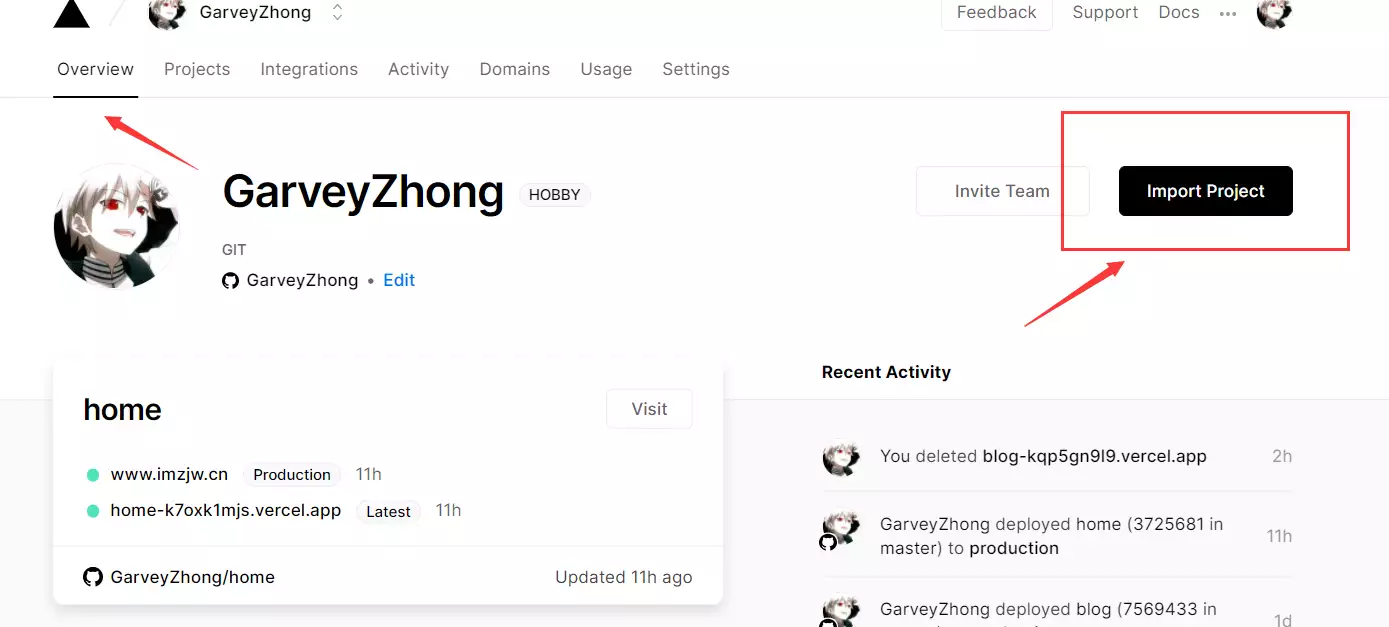 GarveyZhong
Feedback Support Docs
Overview Projects Integrations Activity Domains Usage Settings
GarveyZhong HOBBY
Invite Team Import Project
GIT
GarveyZhong • Edit
home
Visit
www.imzjw.cn Production 11h
home-k7oxk1mjs.vercel.app Latest 11h
GarveyZhong/home Updated 11h ago
Recent Activity
You deleted blog-kqp5gn9l9.vercel.app 2h
GarveyZhong deployed home (3725681 in
master) to production 11h
GarveyZhong deployed blog (7569433 in
1d